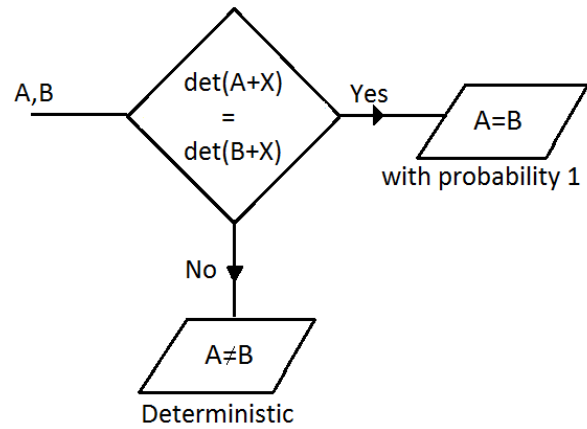 A,B
det(A+X)
=
det(B+X)
Yes
A=B
with probability 1
No
A≠B
Deterministic